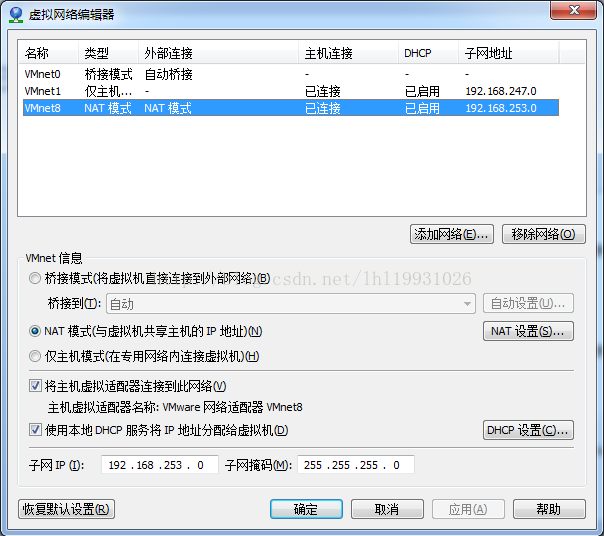 虚拟网络编辑器
名称 类型 外部连接 主机连接 DHCP 子网地址
VMnet0 桥接模式 自动桥接 - - -
VMnet1 仅主机... - 已连接 已启用 192.168.247.0
VMnet8 NAT 模式 NAT 模式 已连接 已启用 192.168.253.0
添加网络(E)... 移除网络(O)
VMnet 信息
桥接模式(将虚拟机直接连接到外部网络)(B)
csdn.net/lhl19931026
桥接到(T): 自动 自动设置(U)...
NAT 模式(与虚拟机共享主机的 IP 地址)(N) NAT 设置(S)...
仅主机模式(在专用网络内连接虚拟机)(H)
将主机虚拟适配器连接到此网络(V)
主机虚拟适配器名称: VMware 网络适配器 VMnet8
使用本地 DHCP 服务将 IP 地址分配给虚拟机(D) DHCP 设置(C)...
子网 IP (I): 192 . 168 . 253 . 0 子网掩码(M): 255 . 255 . 255 . 0
恢复默认设置(R) 确定 取消 应用(A) 帮助